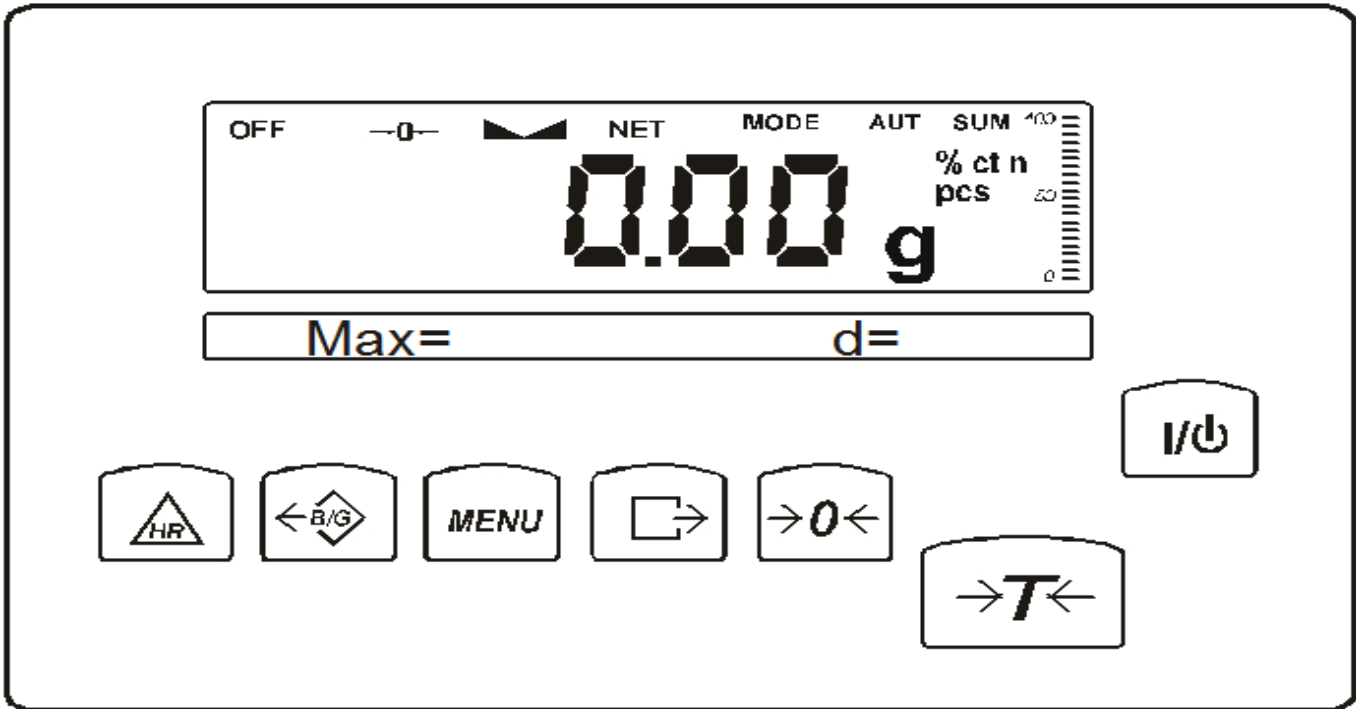 OFF -0- NET MODE AUT SUM 100
% ct n
pcs 50
0.00 g 0
Max= d=
I/⏻
HR ←B/G MENU →0←
→T←